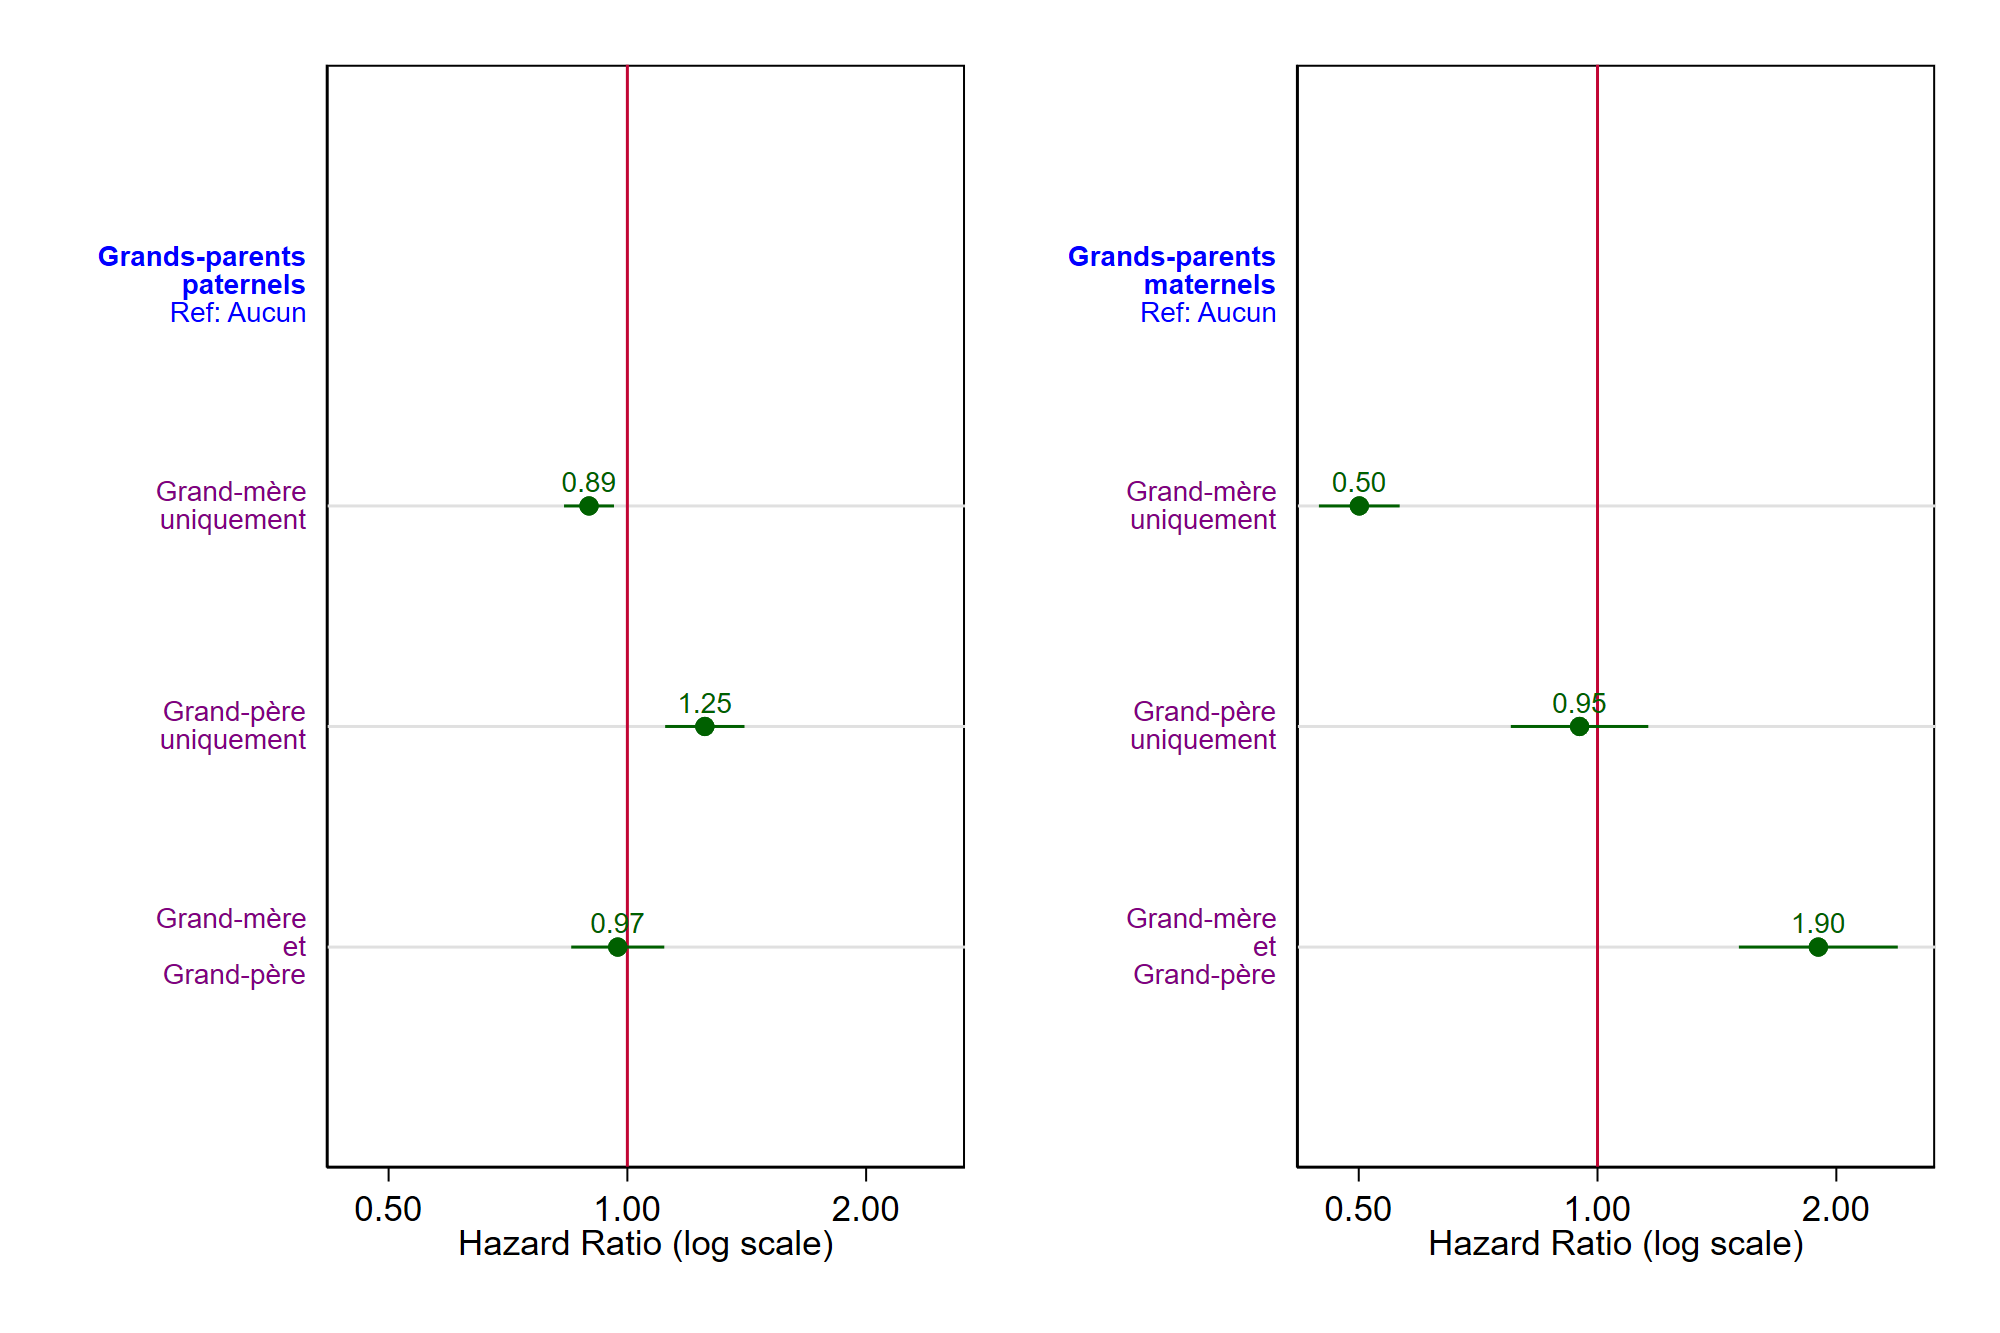 Grands-parents
paternels
Ref: Aucun
0.89
Grand-mère
uniquement
1.25
Grand-père
uniquement
0.97
Grand-mère
et
Grand-père
0.50 1.00 2.00
Hazard Ratio (log scale)
Grands-parents
maternels
Ref: Aucun
0.50
Grand-mère
uniquement
0.95
Grand-père
uniquement
1.90
Grand-mère
et
Grand-père
0.50 1.00 2.00
Hazard Ratio (log scale)